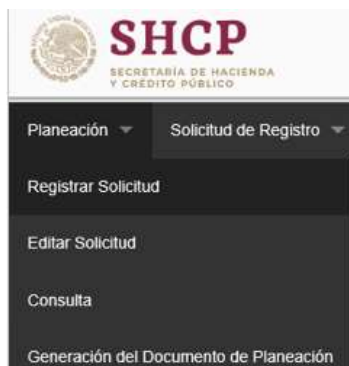 SHCP
SECRETARÍA DE HACIENDA
Y CRÉDITO PÚBLICO
Planeación Solicitud de Registro
Registrar Solicitud
Editar Solicitud
Consulta
Generación del Documento de Planeación